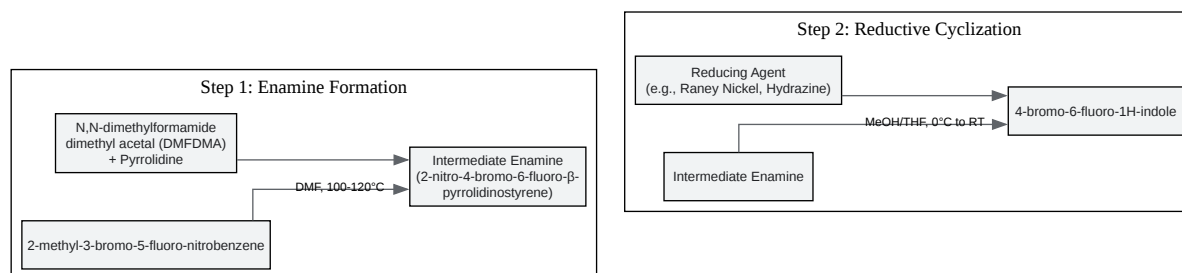 Step 1: Enamine Formation
N,N-dimethylformamide
dimethyl acetal (DMFDMA)
+ Pyrrolidine
Intermediate Enamine
(2-nitro-4-bromo-6-fluoro-β-
pyrrolidinostyrene)
DMF, 100-120°C
2-methyl-3-bromo-5-fluoro-nitrobenzene
Step 2: Reductive Cyclization
Reducing Agent
(e.g., Raney Nickel, Hydrazine)
4-bromo-6-fluoro-1H-indole
MeOH/THF, 0°C to RT
Intermediate Enamine